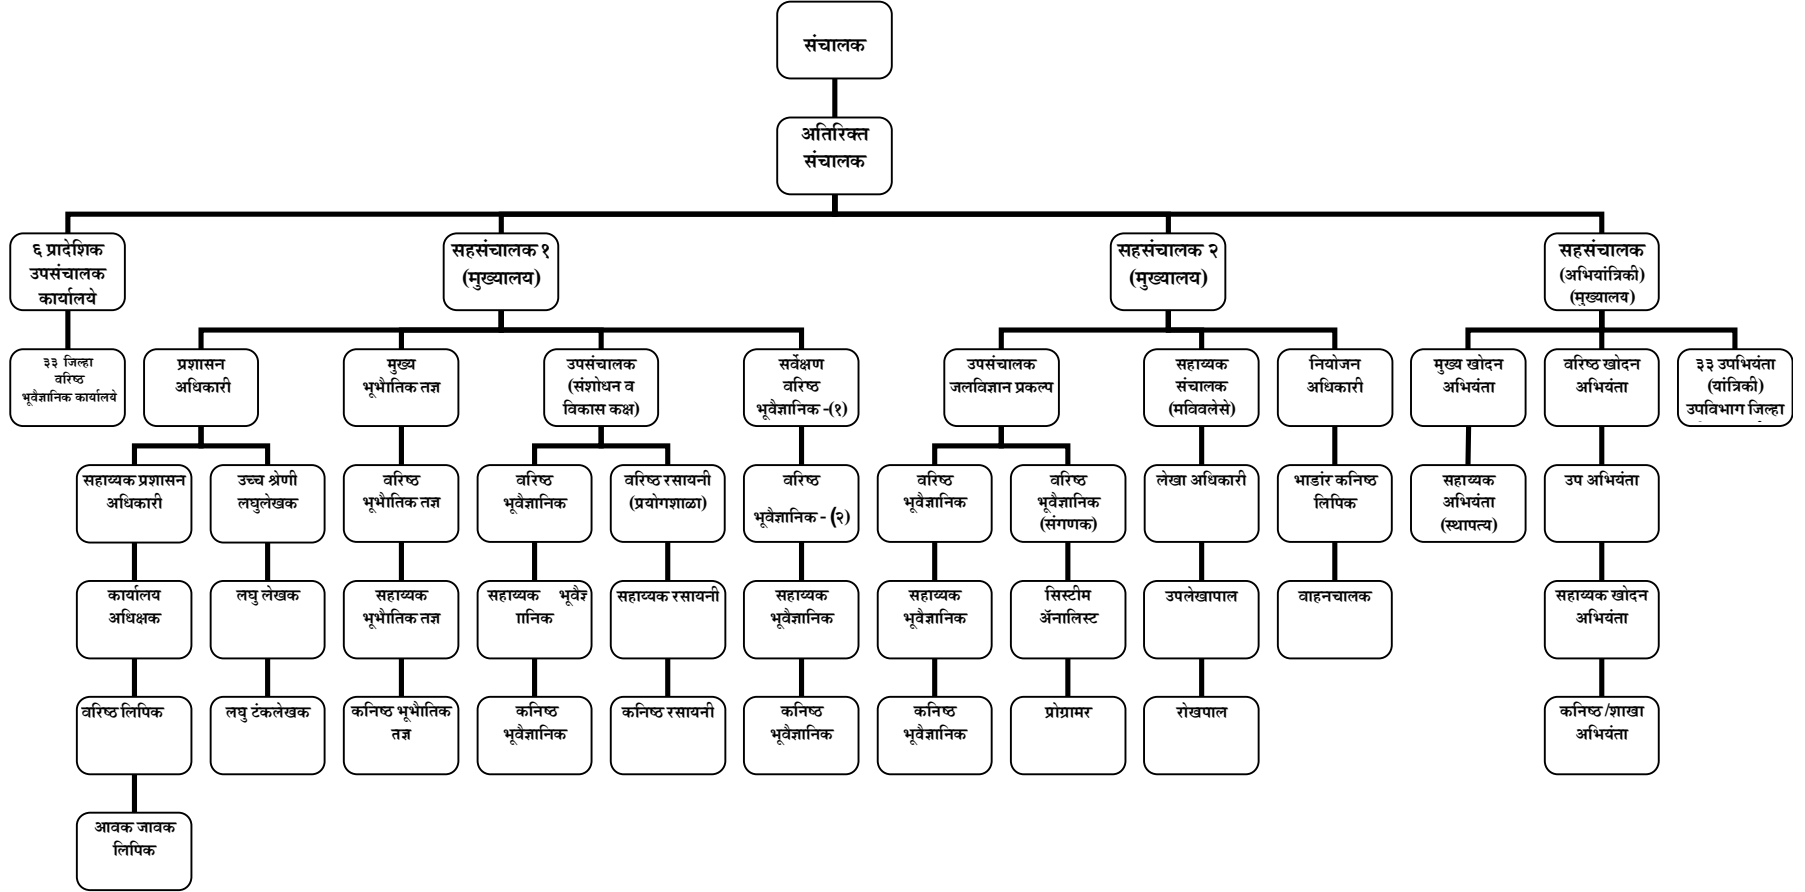 संचालक
अतिरिक्त
संचालक
६ प्रादेशिक
उपसंचालक
कार्यालये
सहसंचालक १
(मुख्यालय)
सहसंचालक २
(मुख्यालय)
सहसंचालक
(अभियांत्रिकी)
(मुख्यालय)
३३ जिल्हा
वरिष्ठ
भूवैज्ञानिक कार्यालये
प्रशासन
अधिकारी
मुख्य
भूभौतिक तज्ञ
उपसंचालक
(संशोधन व
विकास कक्ष)
सर्वेक्षण
वरिष्ठ
भूवैज्ञानिक -(१)
उपसंचालक
जलविज्ञान प्रकल्प
सहाय्यक
संचालक
(मविवलेसे)
नियोजन
अधिकारी
मुख्य खोदन
अभियंता
वरिष्ठ खोदन
अभियंता
३३ उपभियंता
(यांत्रिकी)
उपविभाग जिल्हा
सहाय्यक प्रशासन
अधिकारी
उच्च श्रेणी
लघुलेखक
वरिष्ठ
भूभौतिक तज्ञ
वरिष्ठ
भूवैज्ञानिक
वरिष्ठ रसायनी
(प्रयोगशाळा)
वरिष्ठ
भूवैज्ञानिक - (२)
वरिष्ठ
भूवैज्ञानिक
वरिष्ठ
भूवैज्ञानिक
(संगणक)
लेखा अधिकारी
भाडांर कनिष्ठ
लिपिक
सहाय्यक
अभियंता
(स्थापत्य)
उप अभियंता
कार्यालय
अधिक्षक
लघु लेखक
सहाय्यक
भूभौतिक तज्ञ
सहाय्यक भूवैज्ञ
ानिक
सहाय्यक रसायनी
सहाय्यक
भूवैज्ञानिक
सहाय्यक
भूवैज्ञानिक
सिस्टीम
ॲनालिस्ट
उपलेखापाल
वाहनचालक
सहाय्यक खोदन
अभियंता
वरिष्ठ लिपिक
लघु टंकलेखक
कनिष्ठ भूभौतिक
तज्ञ
कनिष्ठ
भूवैज्ञानिक
कनिष्ठ रसायनी
कनिष्ठ
भूवैज्ञानिक
कनिष्ठ
भूवैज्ञानिक
प्रोग्रामर
रोखपाल
कनिष्ठ /शाखा
अभियंता
आवक जावक
लिपिक